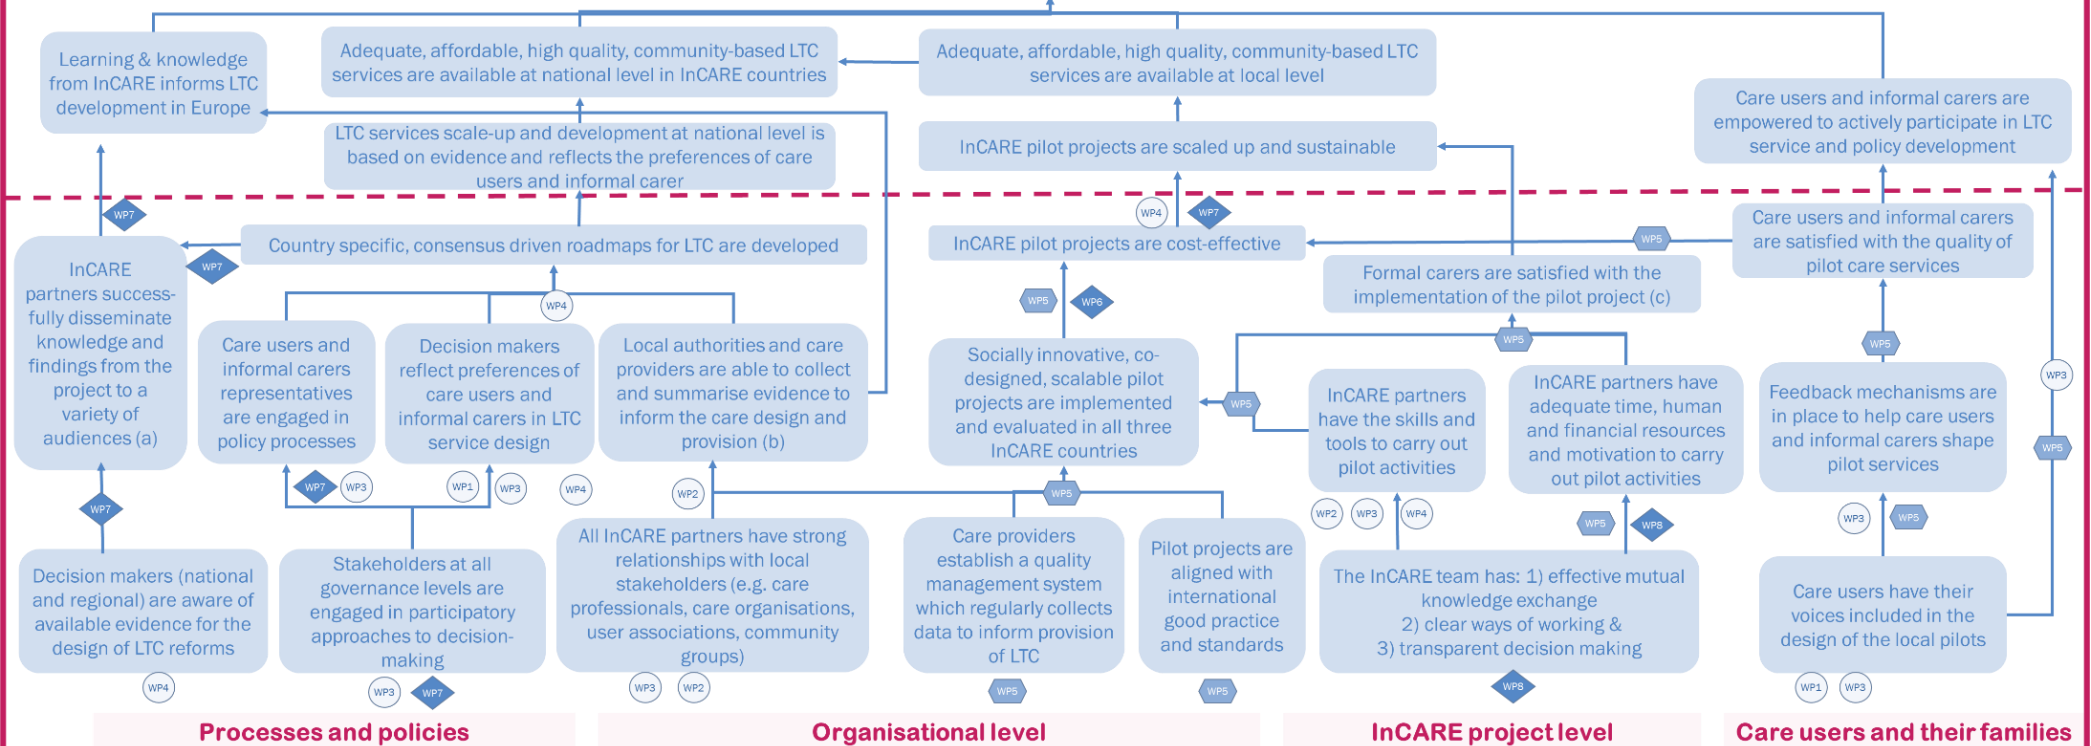 Learning & knowledge
from InCARE informs LTC
development in Europe
Adequate, affordable, high quality, community-based LTC
services are available at national level in InCARE countries
Adequate, affordable, high quality, community-based LTC
services are available at local level
Care users and informal carers are
empowered to actively participate in LTC
service and policy development
LTC services scale-up and development at national level is
based on evidence and reflects the preferences of care
users and informal carer
InCARE pilot projects are scaled up and sustainable
WP7
WP4
WP7
Country specific, consensus driven roadmaps for LTC are developed
InCARE pilot projects are cost-effective
WP5
Care users and informal carers
are satisfied with the quality of
pilot care services
WP7
InCARE
partners success-
fully disseminate
knowledge and
findings from the
project to a
variety of
audiences (a)
Formal carers are satisfied with the
implementation of the pilot project (c)
WP4
WP5
WP6
WP5
WP5
WP3
Care users and
informal carers
representatives
are engaged in
policy processes
Decision makers
reflect preferences of
care users and
informal carers in LTC
service design
Local authorities and care
providers are able to collect
and summarise evidence to
inform the care design and
provision (b)
Socially innovative, co-
designed, scalable pilot
projects are implemented
and evaluated in all three
InCARE countries
WP5
InCARE partners
have the skills and
tools to carry out
pilot activities
InCARE partners have
adequate time, human
and financial resources
and motivation to carry
out pilot activities
Feedback mechanisms are
in place to help care users
and informal carers shape
pilot services
WP5
WP7
WP7
WP3
WP1
WP3
WP4
WP2
WP5
WP2
WP3
WP4
WP5
WP8
WP3
WP5
Decision makers (national
and regional) are aware of
available evidence for the
design of LTC reforms
Stakeholders at all
governance levels are
engaged in participatory
approaches to decision-
making
All InCARE partners have strong
relationships with local
stakeholders (e.g. care
professionals, care organisations,
user associations, community
groups)
Care providers
establish a quality
management system
which regularly collects
data to inform provision
of LTC
Pilot projects are
aligned with
international
good practice
and standards
The InCARE team has: 1) effective mutual
knowledge exchange
2) clear ways of working &
3) transparent decision making
Care users have their
voices included in the
design of the local pilots
WP4
WP3
WP7
WP3
WP2
WP5
WP5
WP8
WP1
WP3
Processes and policies
Organisational level
InCARE project level
Care users and their families